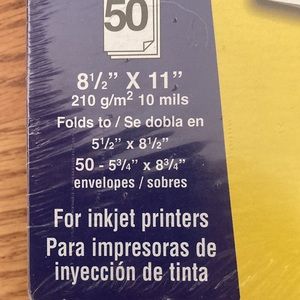 50
8½” X 11”
210 g/m² 10 mils
Folds to / Se dobla en
5½” x 8½”
50 - 5¾” x 8¾”
envelopes / sobres
For inkjet printers
Para impresoras de
inyección de tinta